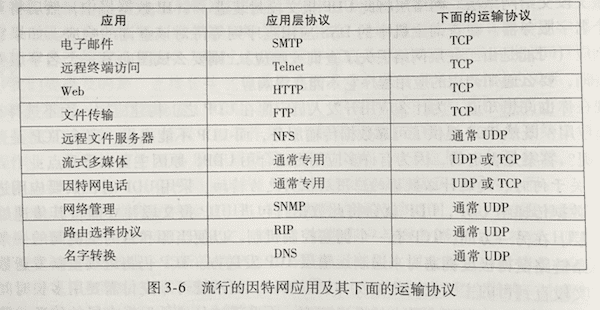 应用 应用层协议 下面的运输协议
电子邮件 SMTP TCP
远程终端访问 Telnet TCP
Web HTTP TCP
文件传输 FTP TCP
远程文件服务器 NFS 通常 UDP
流式多媒体 通常专用 UDP 或 TCP
因特网电话 通常专用 UDP 或 TCP
网络管理 SNMP 通常 UDP
路由选择协议 RIP 通常 UDP
名字转换 DNS 通常 UDP
图 3-6 流行的因特网应用及其下面的运输协议